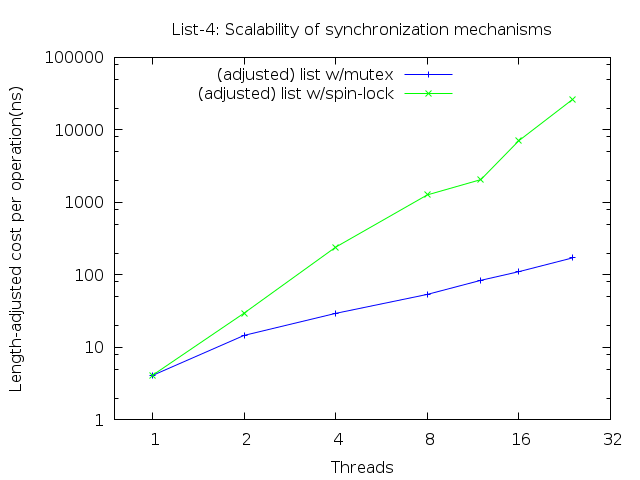 List-4: Scalability of synchronization mechanisms
100000
10000
1000
100
10
1
Length-adjusted cost per operation(ns)
(adjusted) list w/mutex
(adjusted) list w/spin-lock
1 2 4 8 16 32
Threads